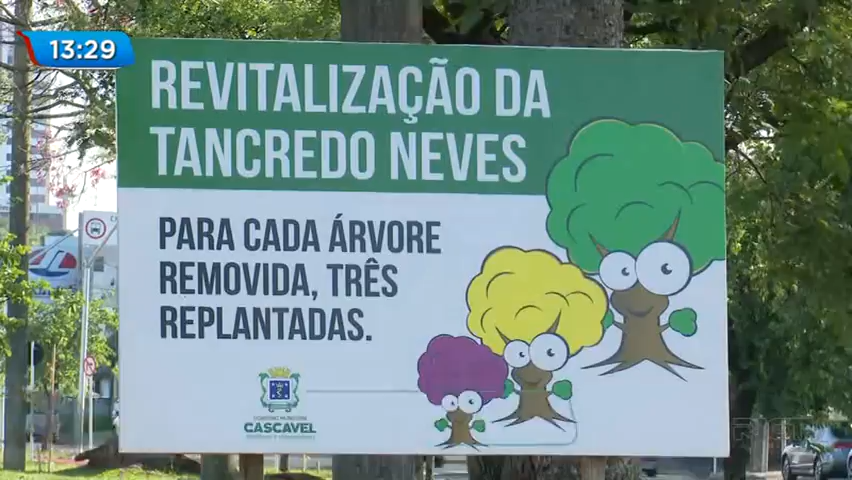 13:29
REVITALIZAÇÃO DA
TANCREDO NEVES
PARA CADA ÁRVORE
REMOVIDA, TRÊS
REPLANTADAS.
CASCAVEL